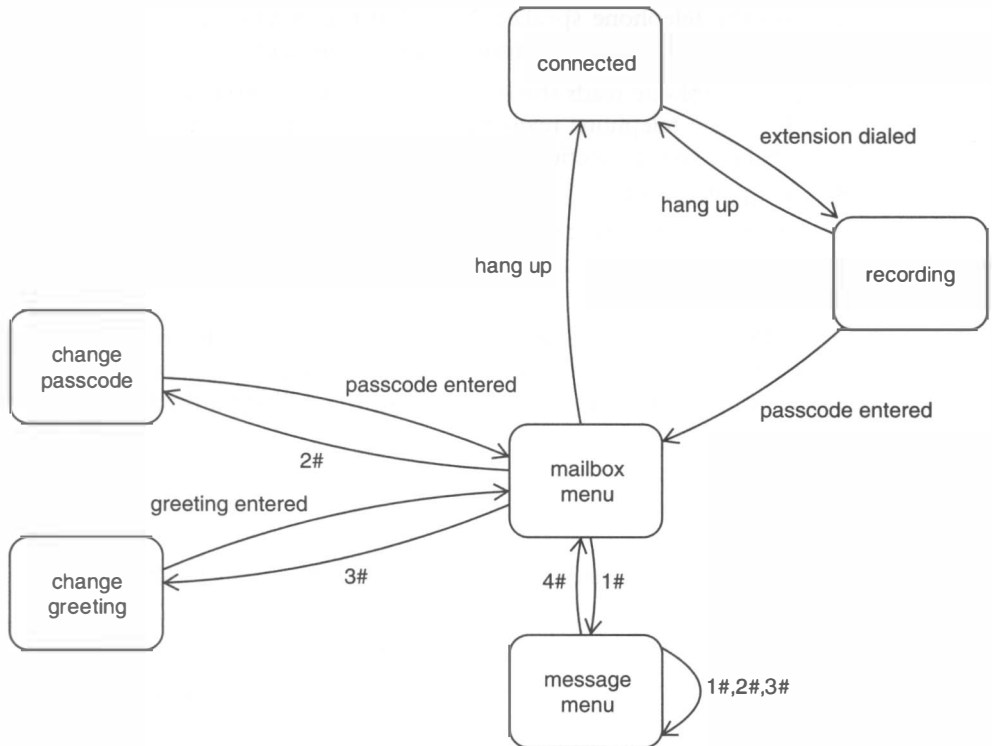 connected
extension dialed
hang up
hang up
recording
change
passcode
passcode entered
passcode entered
2#
mailbox
menu
greeting entered
3#
change
greeting
4#
1#
message
menu
1#,2#,3#